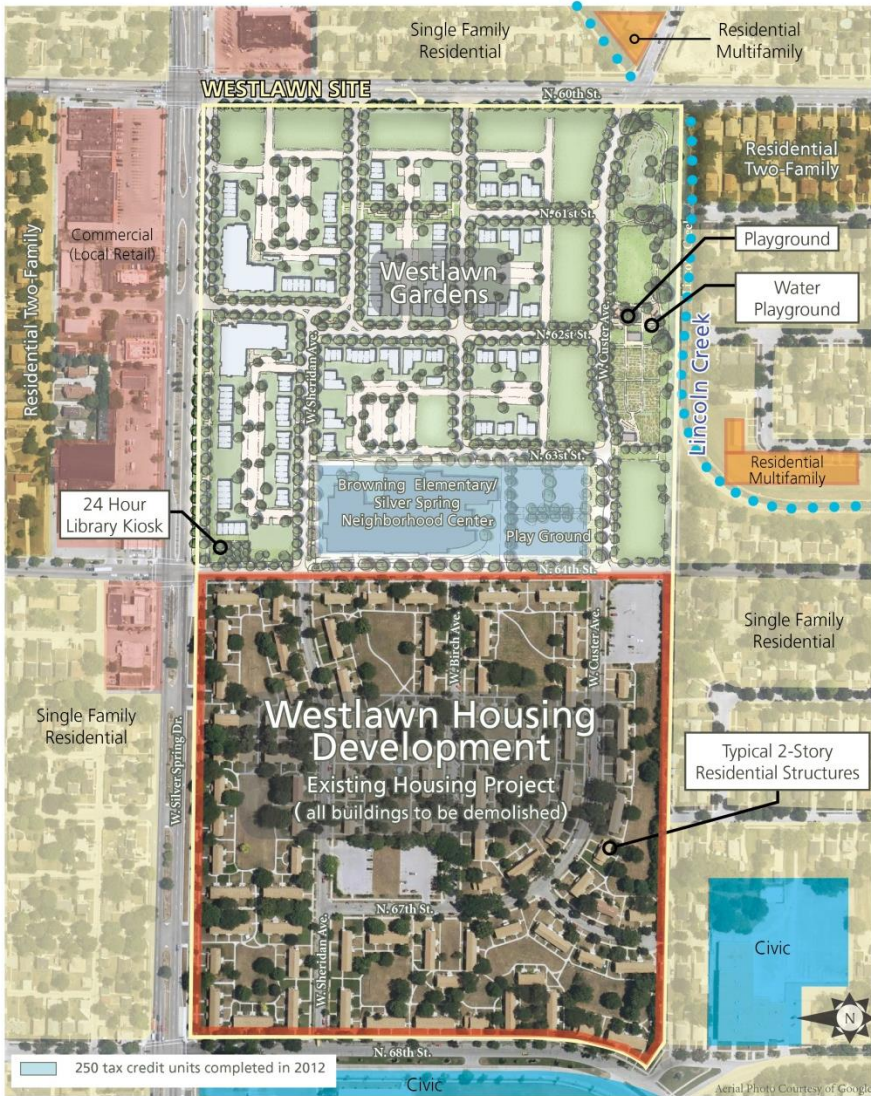 Single Family
Residential
Residential
Multifamily
WESTLAWN SITE
N. 60th St.
Residential
Two-Family
N. 61st St.
Playground
Commercial
(Local Retail)
Westlawn
Gardens
Water
Playground
Residential Two-Family
W. Sheridan Ave.
N. 62st St.
W. Custer Ave.
Lincoln Creek
N. 63st St.
Residential
Multifamily
24 Hour
Library Kiosk
Browning Elementary/
Silver Spring
Neighborhood Center
Play Ground
N. 64th St.
W. Birch Ave.
W. Custer Ave.
Single Family
Residential
Single Family
Residential
W. Silver Spring Dr.
Westlawn Housing
Development
Existing Housing Project
( all buildings to be demolished)
Typical 2-Story
Residential Structures
N. 67th St.
W. Sheridan Ave.
Civic
N
N. 68th St.
250 tax credit units completed in 2012
Civic
Aerial Photo Courtesy of Google